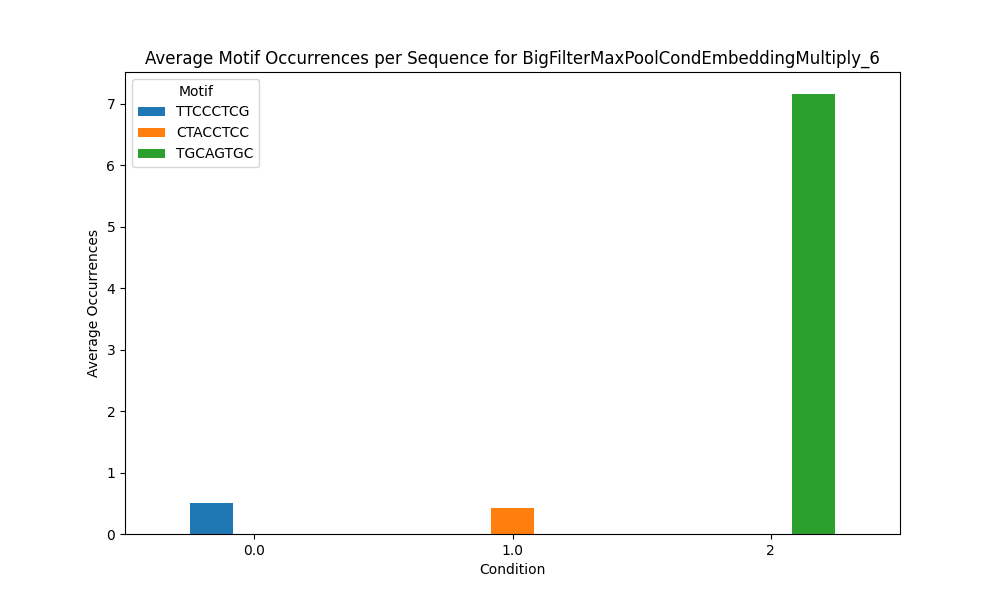 Average Motif Occurrences per Sequence for BigFilterMaxPoolCondEmbeddingMultiply_6
Motif
TTCCCTCG
CTACCTCC
TGCAGTGC
7
6
5
4
3
2
1
0
Average Occurrences
0.0
1.0
2
Condition